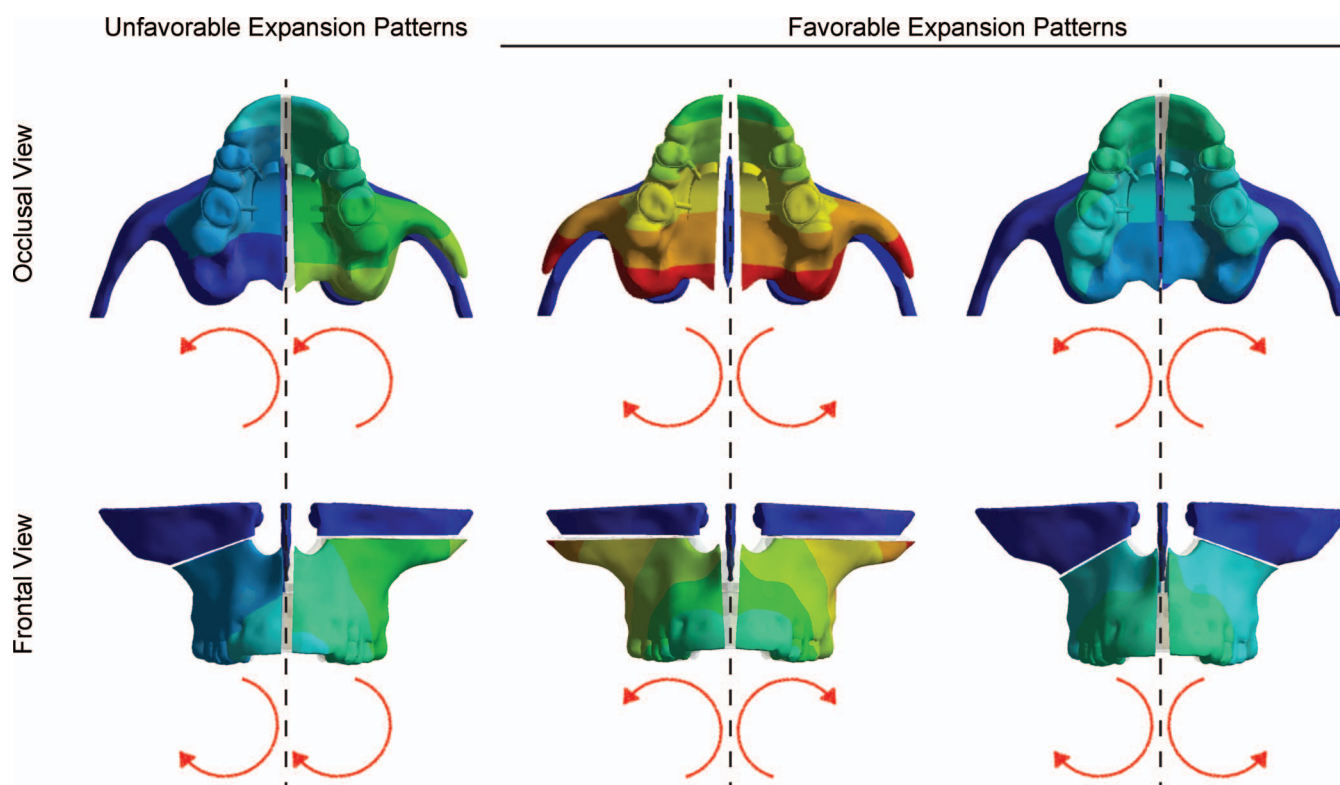 Unfavorable Expansion Patterns
Favorable Expansion Patterns
Occlusal View
Frontal View